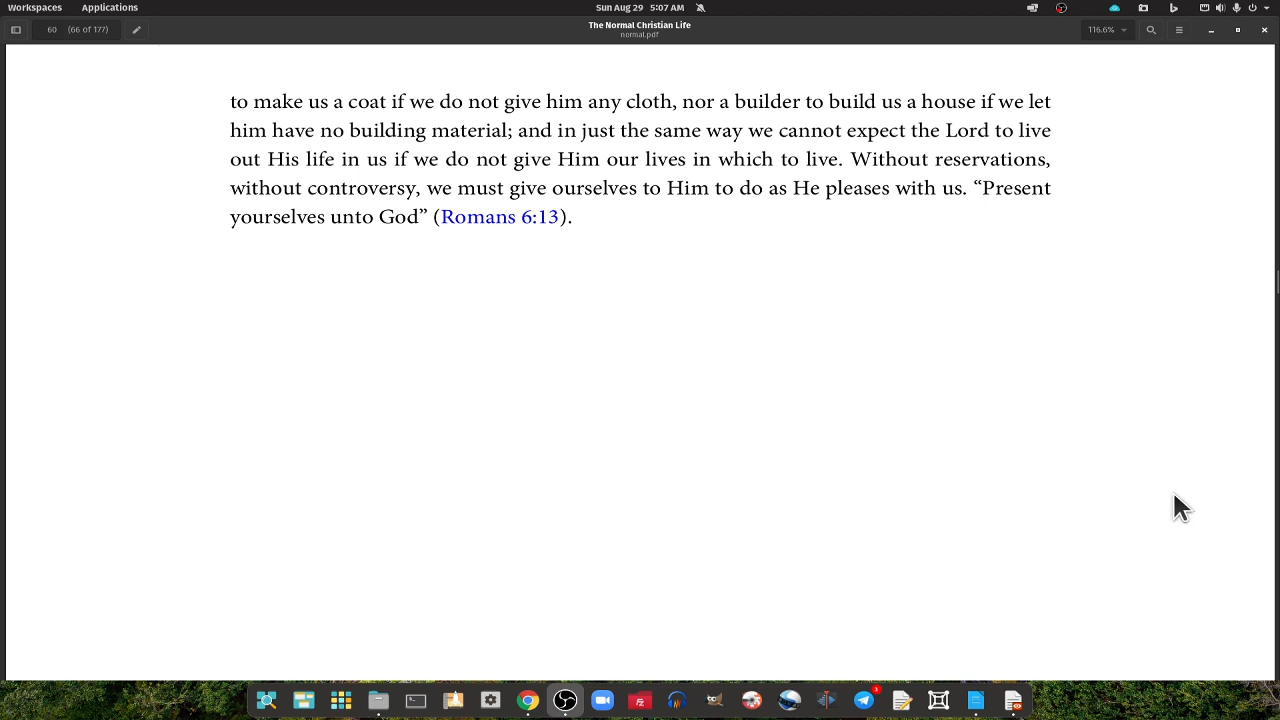 Workspaces Applications Sun Aug 29 5:07 AM
60 (66 of 177) The Normal Christian Life 116.6%
normal.pdf
to make us a coat if we do not give him any cloth, nor a builder to build us a house if we let
him have no building material; and in just the same way we cannot expect the Lord to live
out His life in us if we do not give Him our lives in which to live. Without reservations,
without controversy, we must give ourselves to Him to do as He pleases with us. “Present
yourselves unto God” (Romans 6:13).